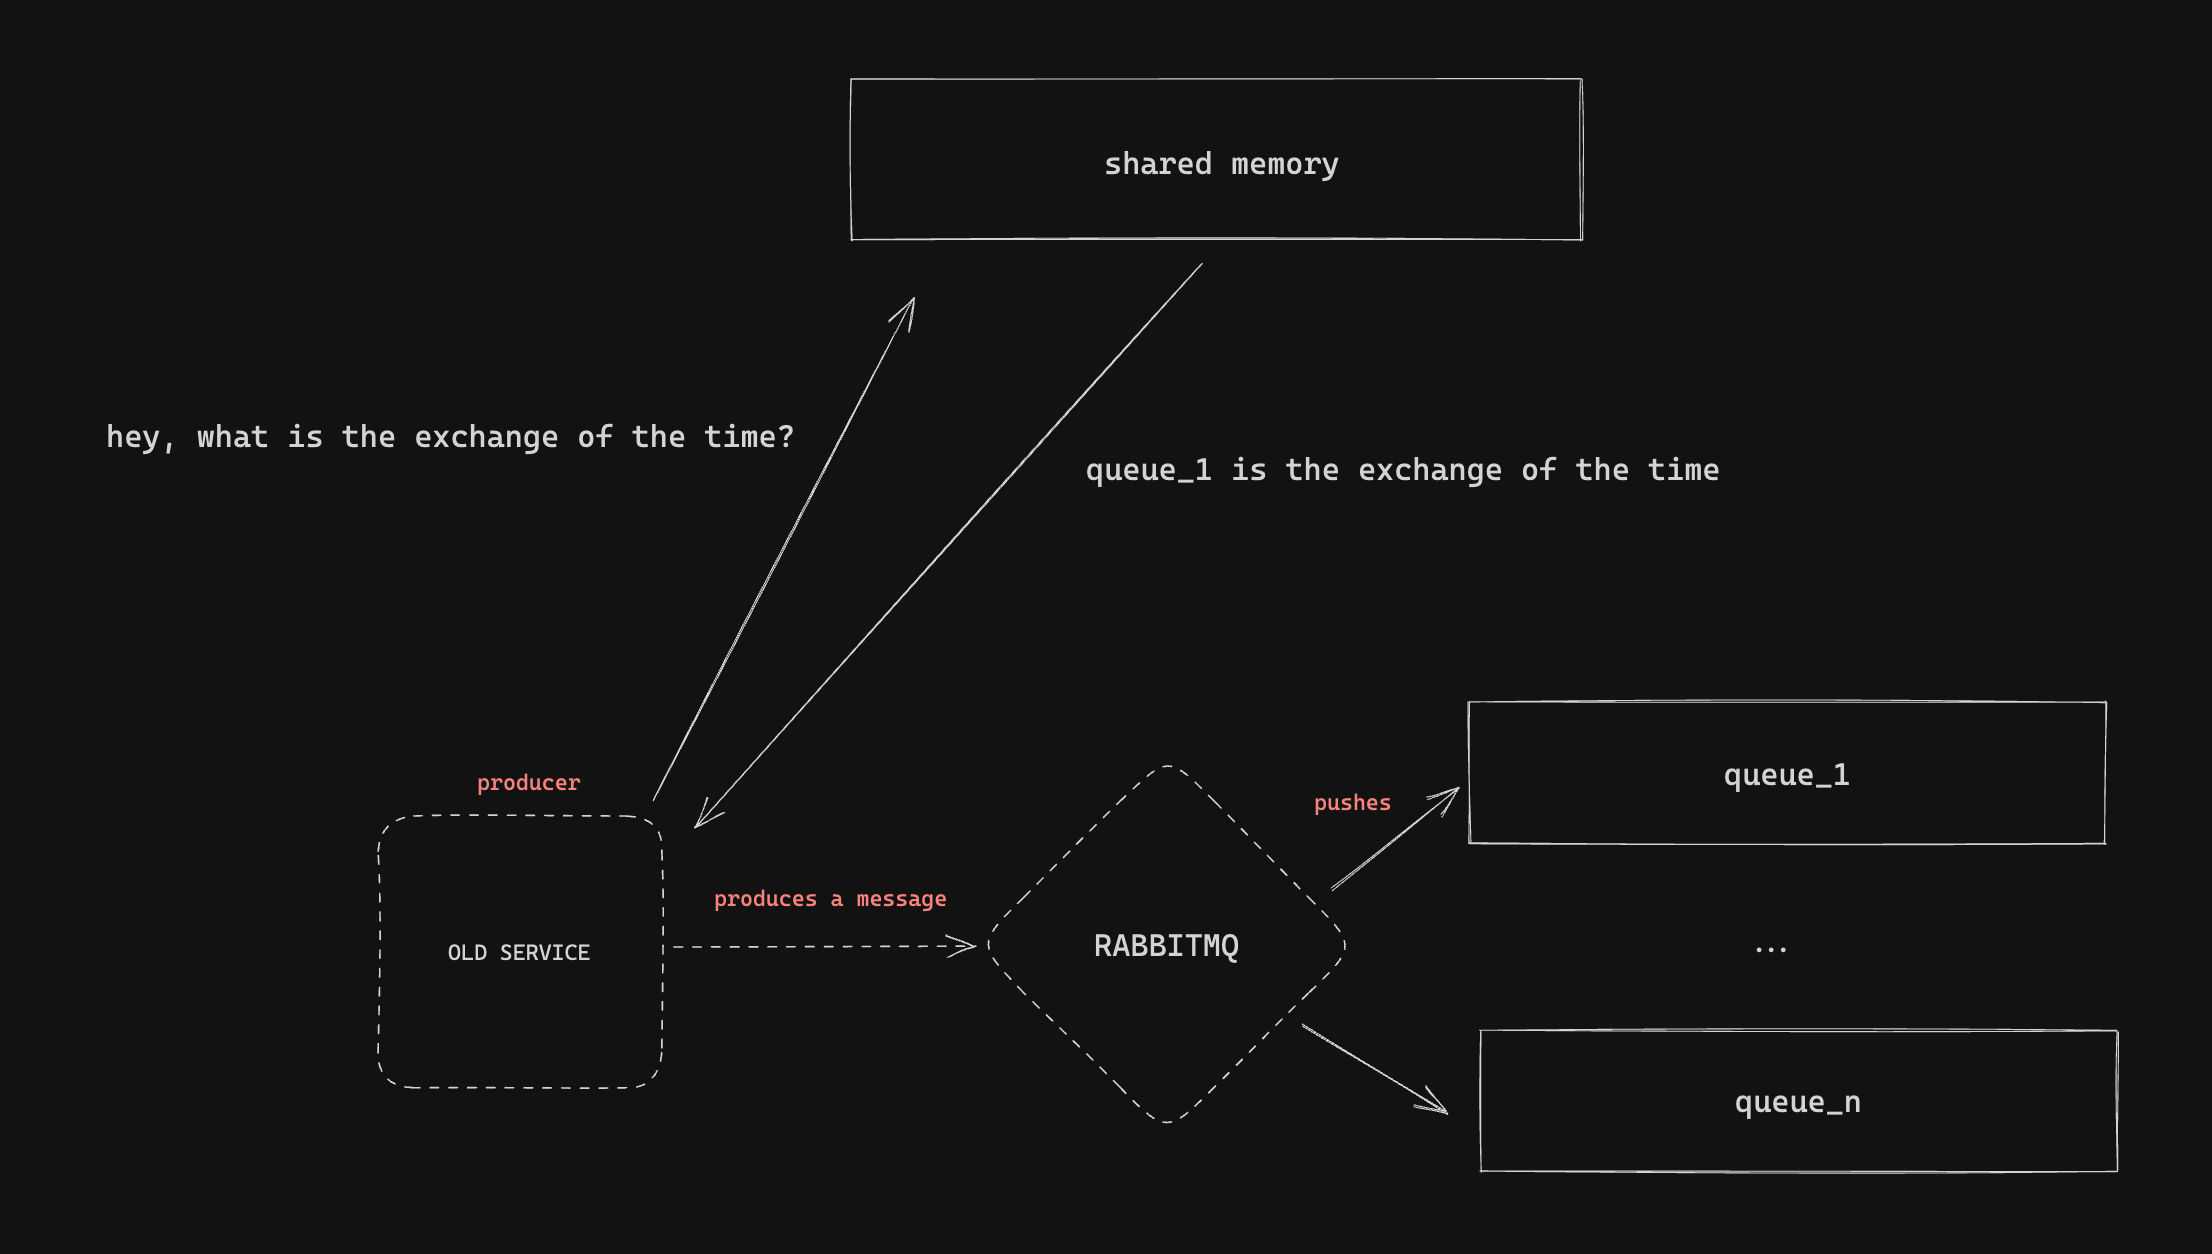 shared memory
hey, what is the exchange of the time?
queue_1 is the exchange of the time
producer
OLD SERVICE
produces a message
RABBITMQ
pushes
queue_1
...
queue_n